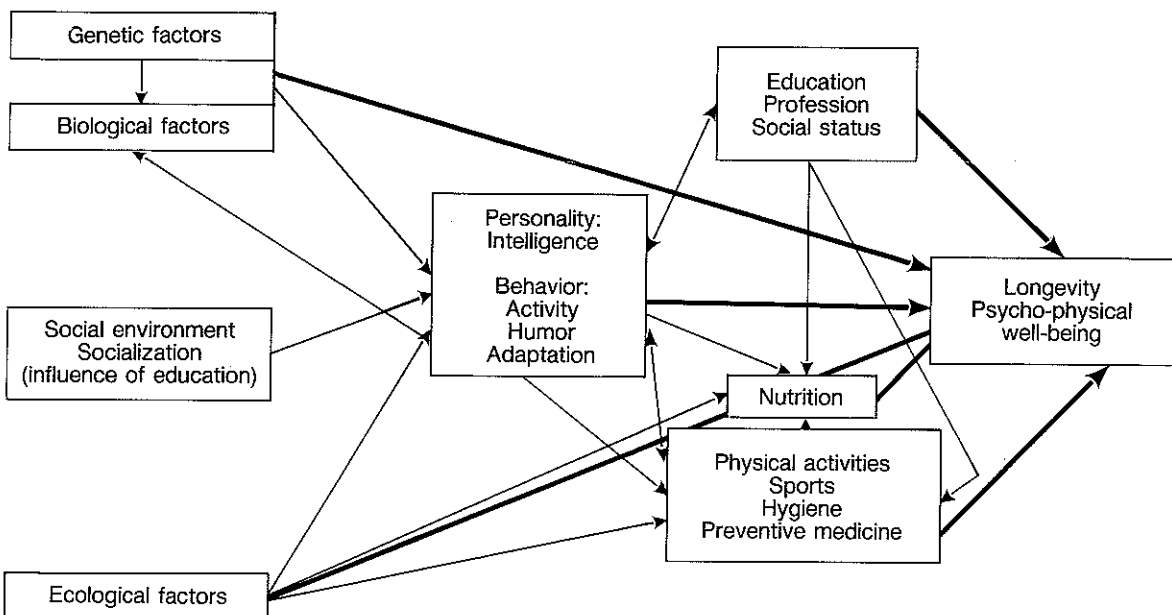 Genetic factors
Biological factors
Education
Profession
Social status
Personality:
Intelligence
Behavior:
Activity
Humor
Adaptation
Longevity
Psycho-physical
well-being
Social environment
Socialization
(influence of education)
Nutrition
Physical activities
Sports
Hygiene
Preventive medicine
Ecological factors